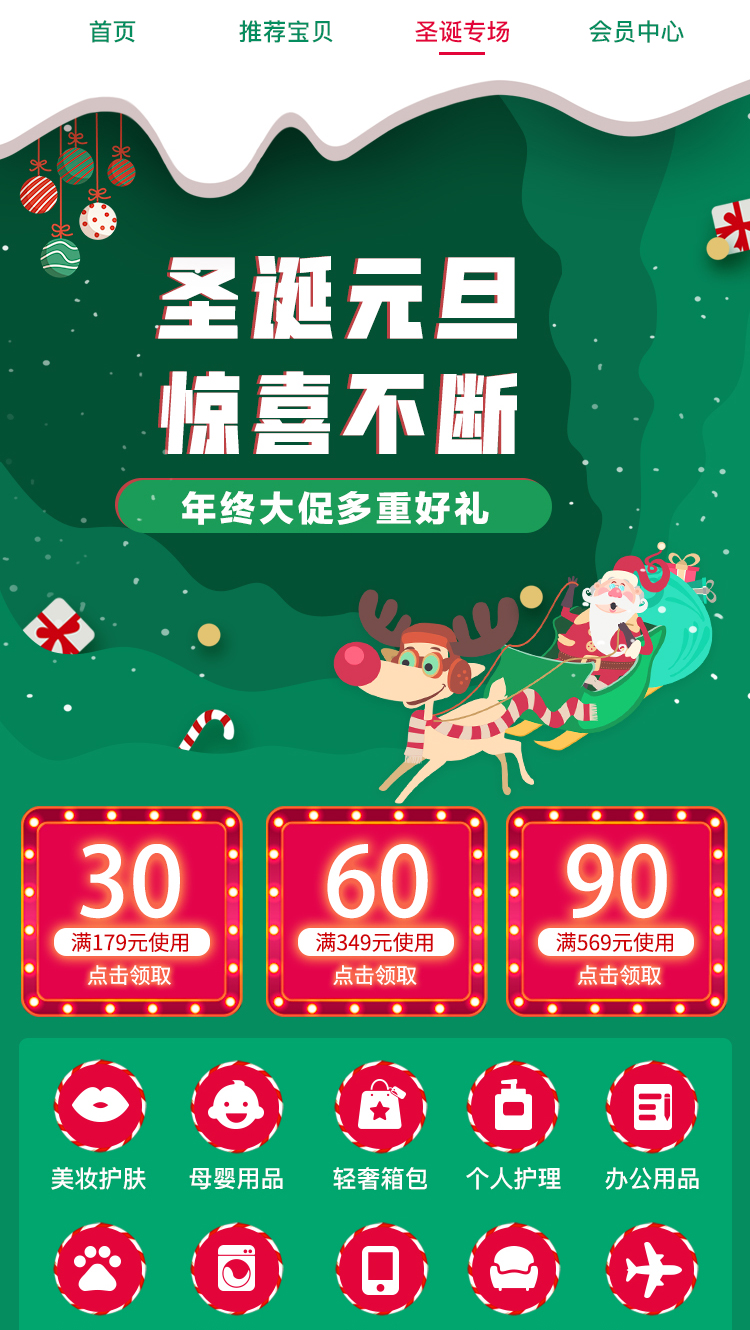 首页 推荐宝贝 圣诞专场 会员中心
圣诞元旦
惊喜不断
年终大促多重好礼
30 60 90
满179元使用 满349元使用 满569元使用
点击领取 点击领取 点击领取
美妆护肤 母婴用品 轻奢箱包 个人护理 办公用品